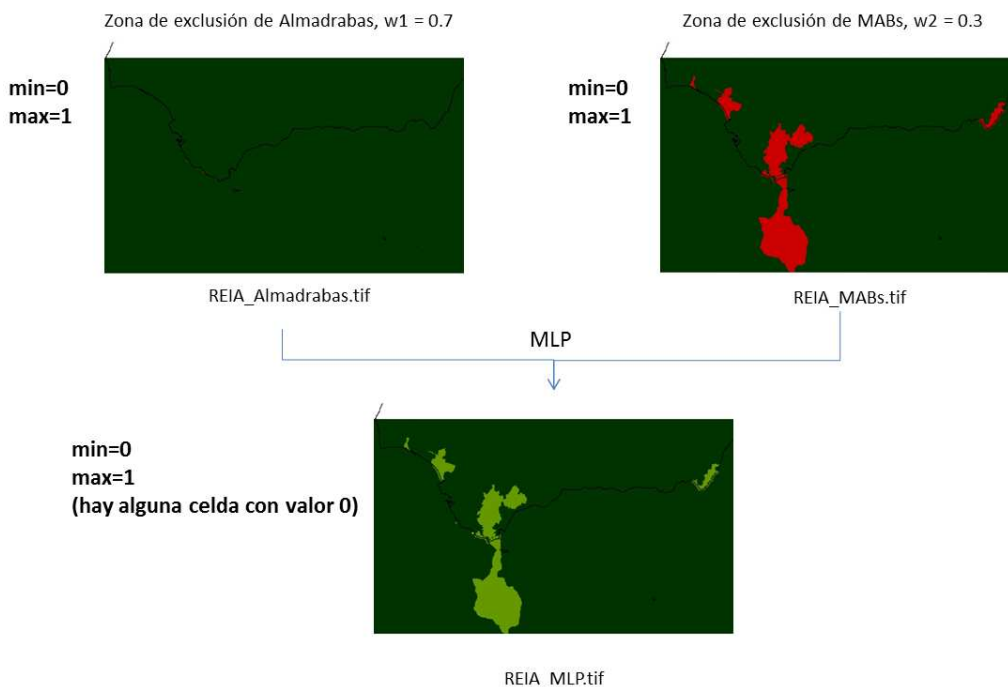 Zona de exclusión de Almadrabas, w1 = 0.7
Zona de exclusión de MABs, w2 = 0.3
min=0
max=1
min=0
max=1
REIA_Almadrabas.tif
REIA_MABs.tif
MLP
min=0
max=1
(hay alguna celda con valor 0)
REIA_MLP.tif